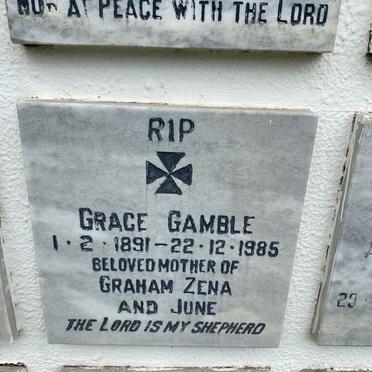 NOW AT PEACE WITH THE LORD
RIP
GRACE GAMBLE
1·2·1891-22·12·1985
BELOVED MOTHER OF
GRAHAM ZENA
AND JUNE
THE LORD IS MY SHEPHERD
29